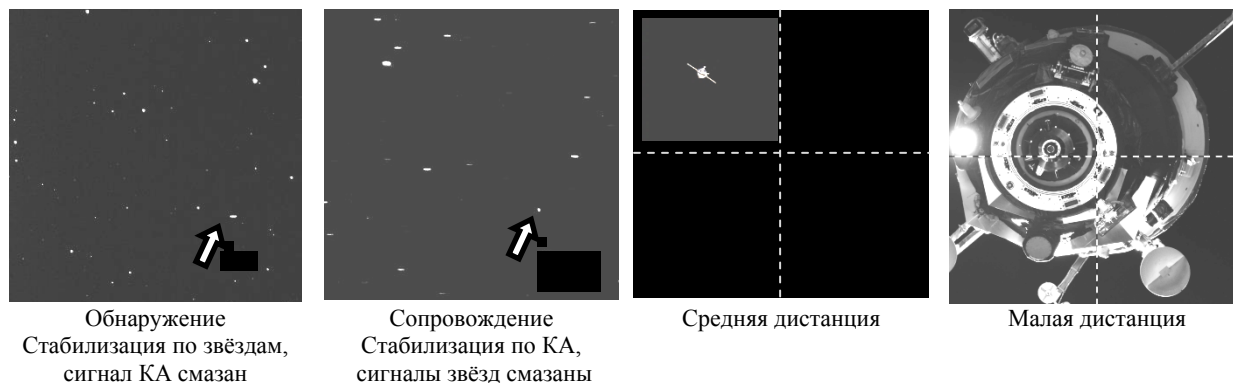 Обнаружение
Стабилизация по звёздам,
сигнал КА смазан
Сопровождение
Стабилизация по КА,
сигналы звёзд смазаны
Средняя дистанция
Малая дистанция